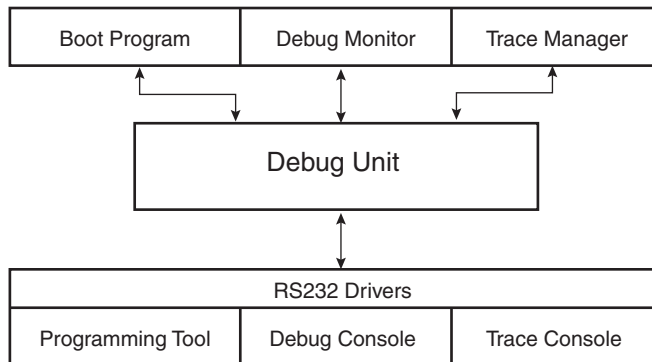 Boot Program
Debug Monitor
Trace Manager
Debug Unit
RS232 Drivers
Programming Tool
Debug Console
Trace Console